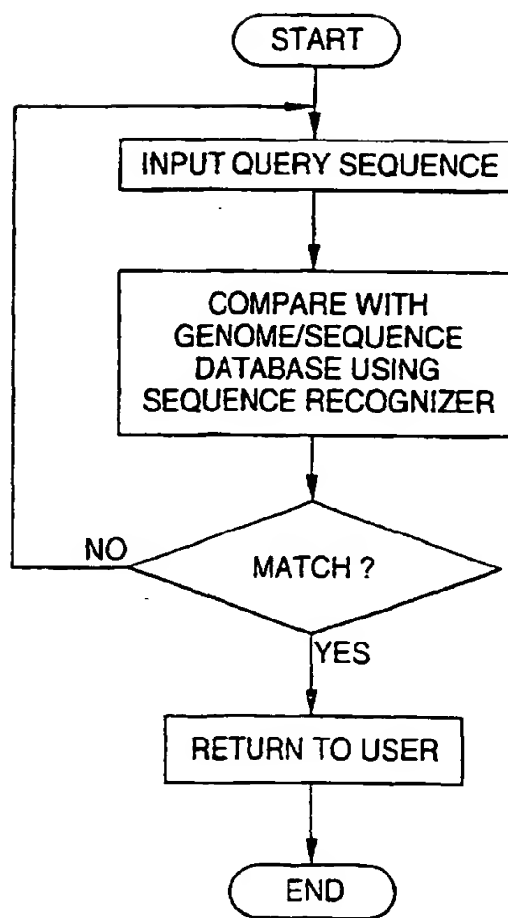 START
INPUT QUERY SEQUENCE
COMPARE WITH
GENOME/SEQUENCE
DATABASE USING
SEQUENCE RECOGNIZER
NO
MATCH ?
YES
RETURN TO USER
END